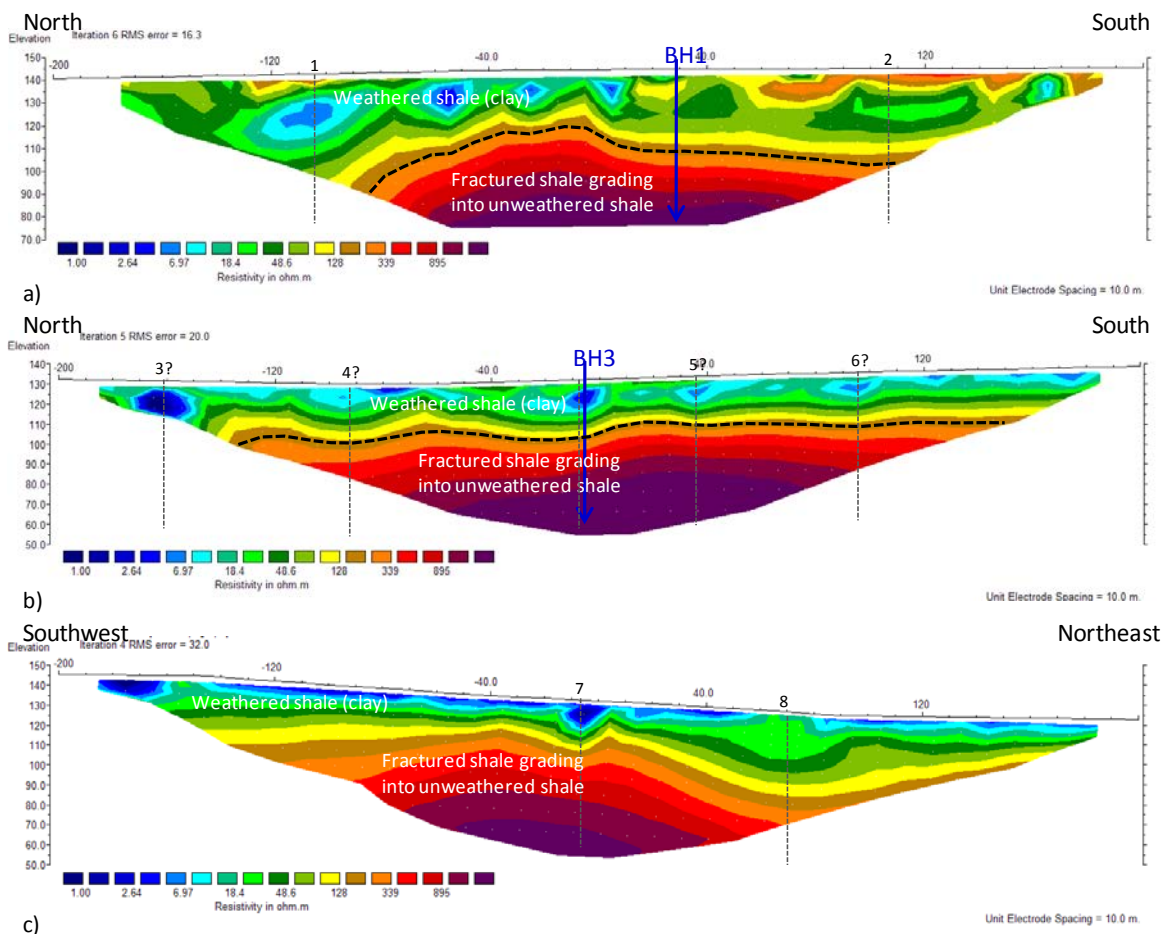 North
South
Elevation
Iteration 6 RMS error = 16.3
BH1
-200
-120
-40.0
120
1
2
150
140
130
120
110
100
90.0
80.0
70.0
Weathered shale (clay)
Fractured shale grading
into unweathered shale
1.00 2.64 6.97 18.4 48.6 128 339 895
Resistivity in ohm.m
Unit Electrode Spacing = 10.0 m.
a)
North
South
Elevation
Iteration 5 RMS error = 20.0
BH3
-200
-120
-40.0
120
3?
4?
5?
6?
140
130
120
110
100
90.0
80.0
70.0
60.0
50.0
Weathered shale (clay)
Fractured shale grading
into unweathered shale
1.00 2.64 6.97 18.4 48.6 128 339 895
Resistivity in ohm.m
Unit Electrode Spacing = 10.0 m.
b)
Southwest
Northeast
Elevation
Iteration 4 RMS error = 32.0
-200
-120
-40.0
40.0
120
7
8
150
140
130
120
110
100
90.0
80.0
70.0
60.0
50.0
Weathered shale (clay)
Fractured shale grading
into unweathered shale
1.00 2.64 6.97 18.4 48.6 128 339 895
Resistivity in ohm.m
Unit Electrode Spacing = 10.0 m.
c)